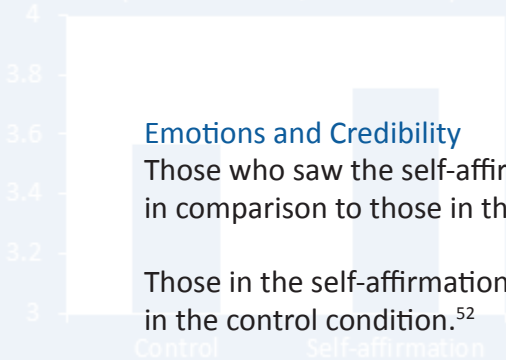 4
3.8
Emotions and Credibility
3.6
Those who saw the self-affir
3.4
in comparison to those in th
3.2
Those in the self-affirmation
3
in the control condition.52
Control Self-affirmation